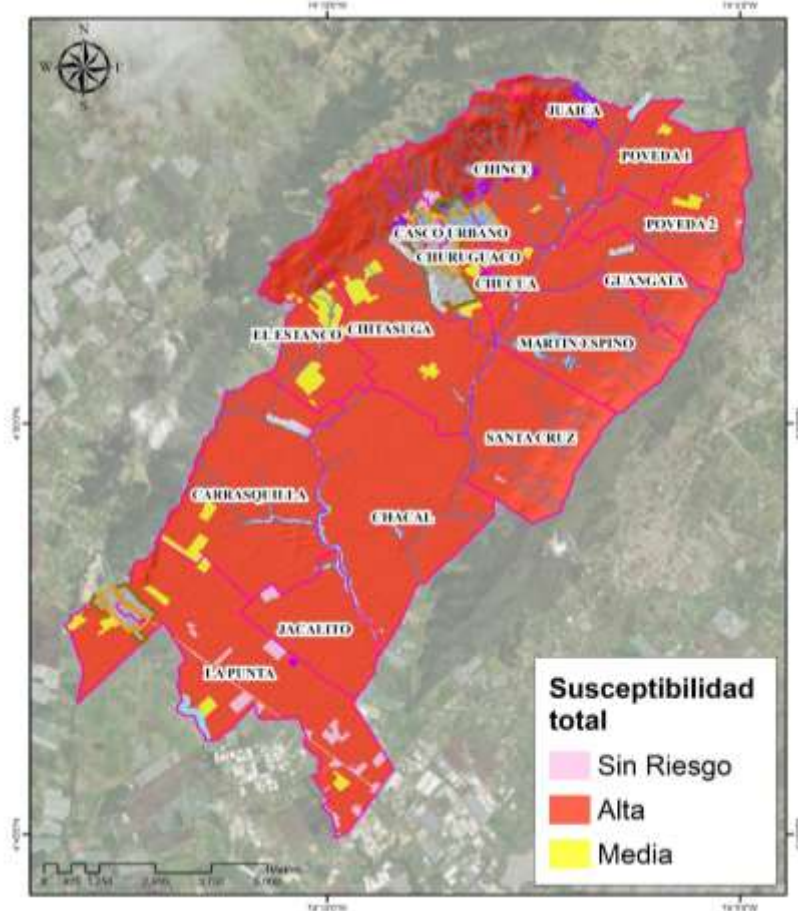 N
W
S
JUAICA
POVEDA 1
CHINCE
POVEDA 2
CASCO URBANO
CHURUGUACO
CHUCUA
GUANGATA
EL ESTANCO
CHITASUGA
MARTIN ESPINO
SANTA CRUZ
CARRASQUILLA
CHACAL
JACALITO
LA PUNTA
Susceptibilidad
total
Sin Riesgo
Alta
Media